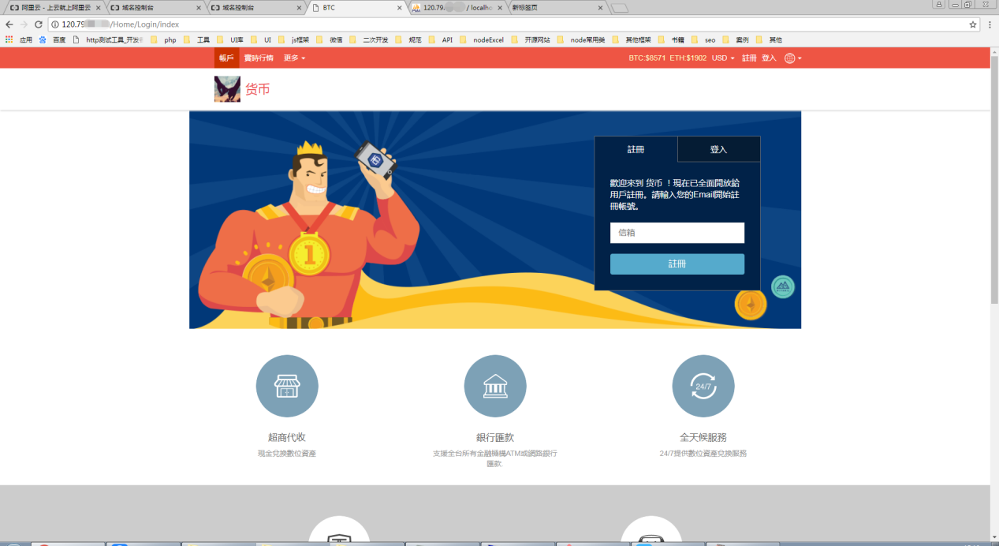 阿里云 - 上云就上阿里云
域名控制台
域名控制台
BTC
120.79. / localho
新标签页
120.79. /Home/Login/index
应用 百度 http测试工具_开发 php 工具 UI库 UI js框架 微信 二次开发 规范 API nodeExcel 开源网站 node常用类 其他框架 书籍 seo 案例 其他
帳戶 實時行情 更多 BTC:$8571 ETH:$1902 USD 註冊 登入
货币
註冊 登入
歡迎來到 货币 ！現在已全面開放給
用戶註冊。請輸入您的Email開始註
冊帳號。
信箱
註冊
1
24/7
超商代收 銀行匯款 全天候服務
現金兌換數位資產
支援全台所有金融機構ATM或網路銀行
匯款.
24/7提供數位資產兌換服務